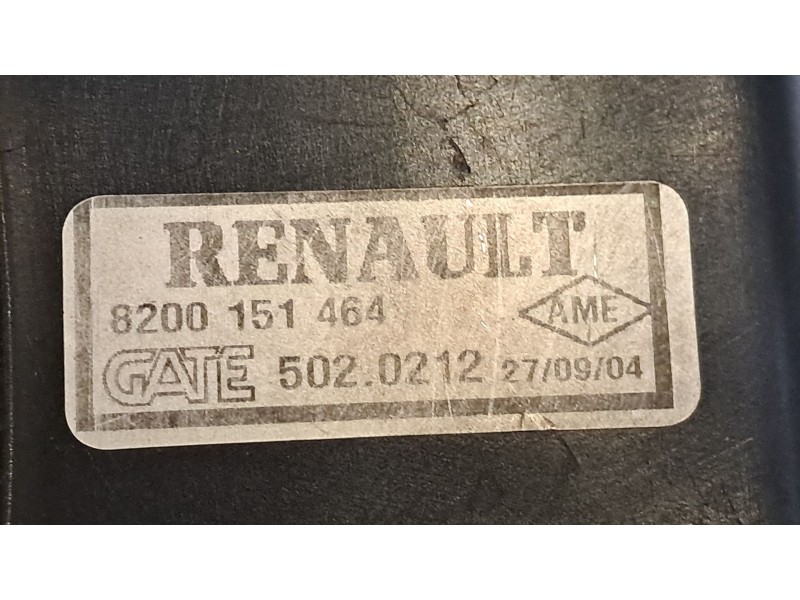 RENAULT
8200 151 464
AME
GATE 502.0212 27/09/04